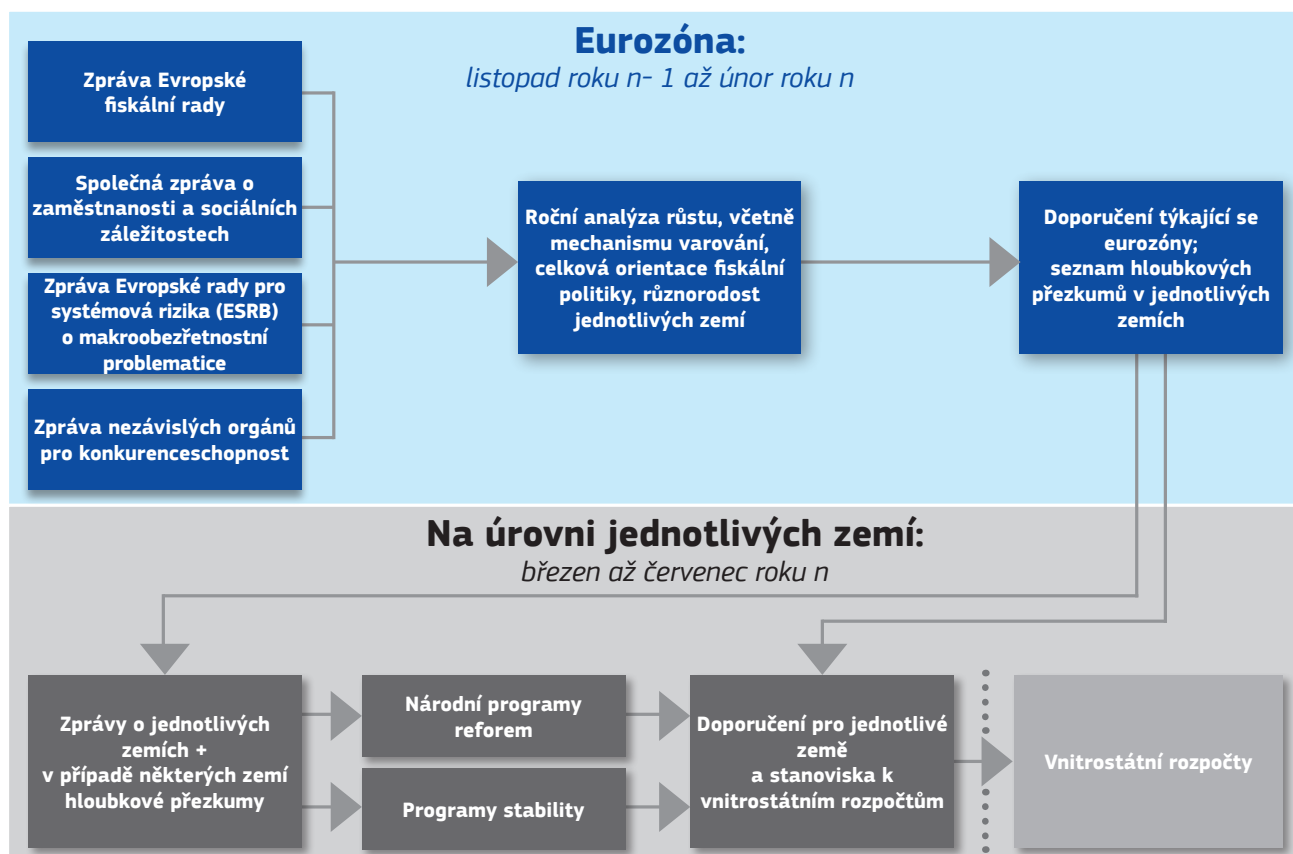 Eurozóna:
listopad roku n- 1 až únor roku n
Zpráva Evropské
fiskální rady
Společná zpráva o
zaměstnanosti a sociálních
záležitostech
Zpráva Evropské rady pro
systémová rizika (ESRB)
o makroobezřetnostní
problematice
Zpráva nezávislých orgánů
pro konkurenceschopnost
Roční analýza růstu, včetně
mechanismu varování,
celková orientace fiskální
politiky, různorodost
jednotlivých zemí
Doporučení týkající se
eurozóny;
seznam hloubkových
přezkumů v jednotlivých
zemích
Na úrovni jednotlivých zemí:
březen až červenec roku n
Zprávy o jednotlivých
zemích +
v případě některých zemí
hloubkové přezkumy
Národní programy
reforem
Programy stability
Doporučení pro jednotlivé
země
a stanoviska k
vnitrostátním rozpočtům
Vnitrostátní rozpočty